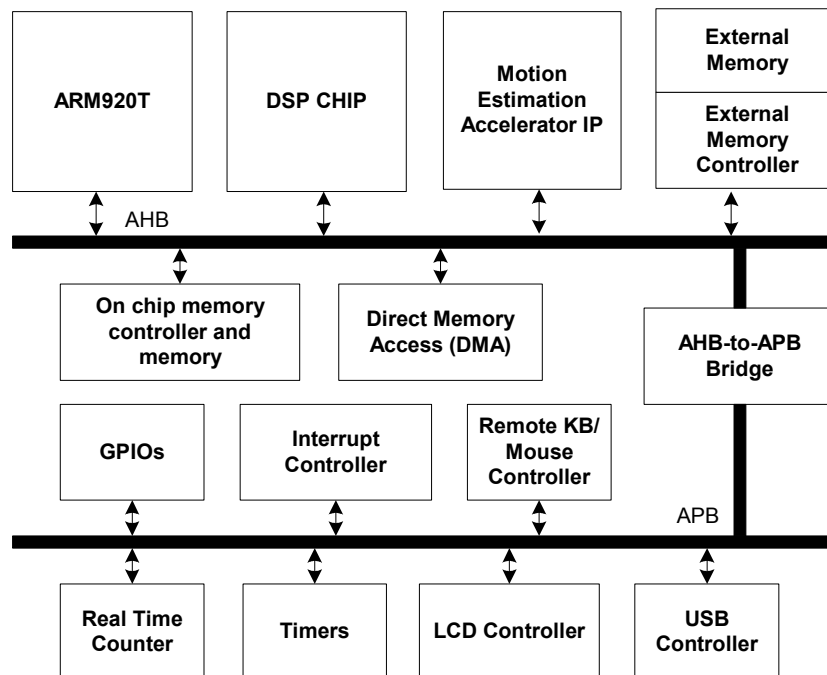 ARM920T
DSP CHIP
Motion
Estimation
Accelerator IP
External
Memory
External
Memory
Controller
AHB
On chip memory
controller and
memory
Direct Memory
Access (DMA)
AHB-to-APB
Bridge
GPIOs
Interrupt
Controller
Remote KB/
Mouse
Controller
APB
Real Time
Counter
Timers
LCD Controller
USB
Controller